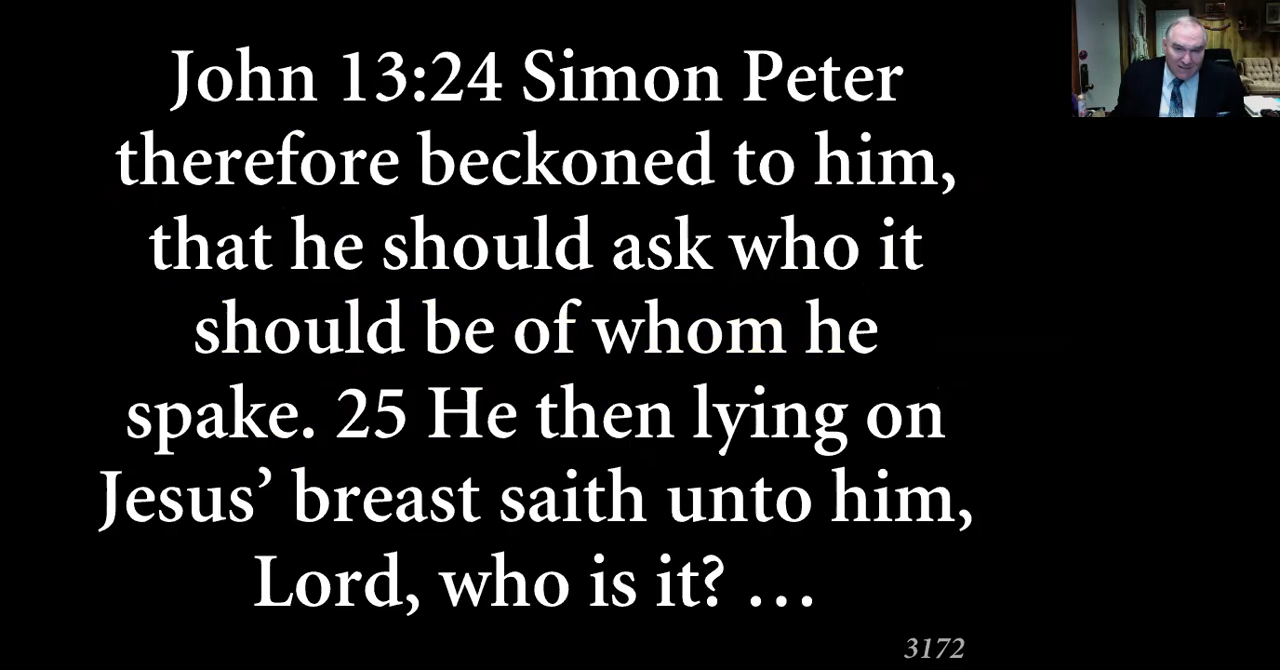 John 13:24 Simon Peter
therefore beckoned to him,
that he should ask who it
should be of whom he
spake. 25 He then lying on
Jesus’ breast saith unto him,
Lord, who is it? …
3172